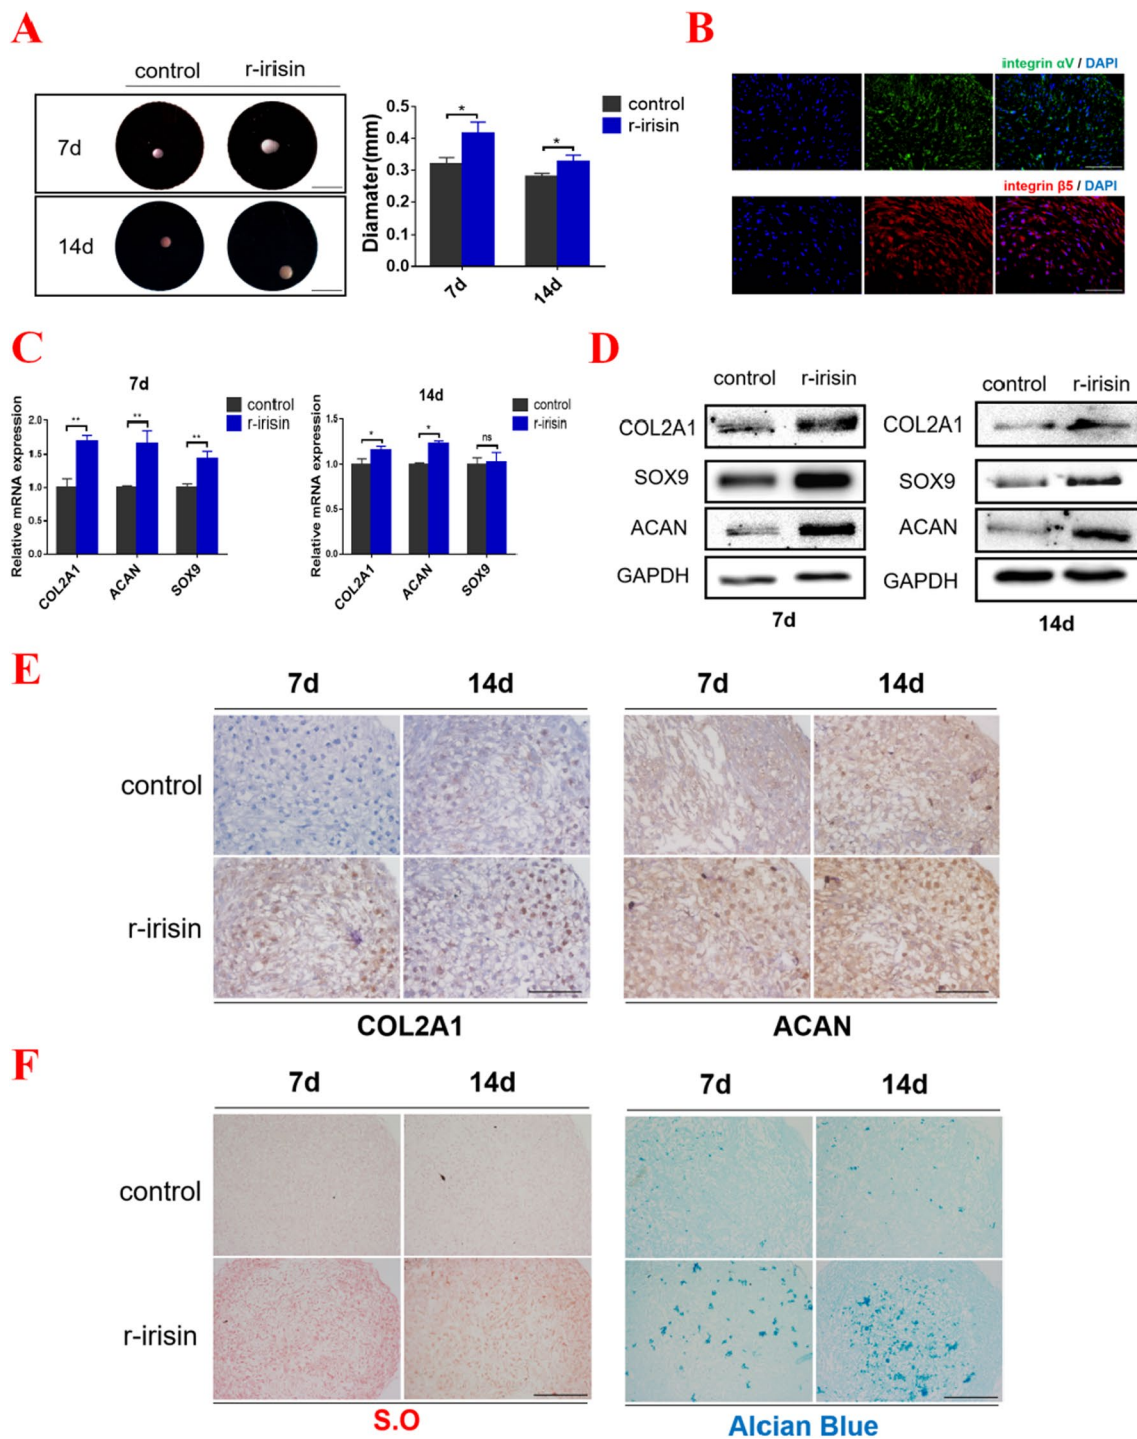 A
control r-irisin
7d
14d
Diamater(mm)
0.5
0.4
0.3
0.2
0.1
0.0
* *
control
r-irisin
7d 14d
B
integrin αV / DAPI
integrin β5 / DAPI
C
7d
Relative mRNA expression
2.0
1.5
1.0
0.5
0.0
** ** **
control
r-irisin
COL2A1 ACAN SOX9
14d
Relative mRNA expression
1.5
1.0
0.5
0.0
* * ns
control
r-irisin
COL2A1 ACAN SOX9
D
control r-irisin
COL2A1
SOX9
ACAN
GAPDH
7d
control r-irisin
COL2A1
SOX9
ACAN
GAPDH
14d
E
7d 14d 7d 14d
control
r-irisin
COL2A1 ACAN
F
7d 14d 7d 14d
control
r-irisin
S.O Alcian Blue